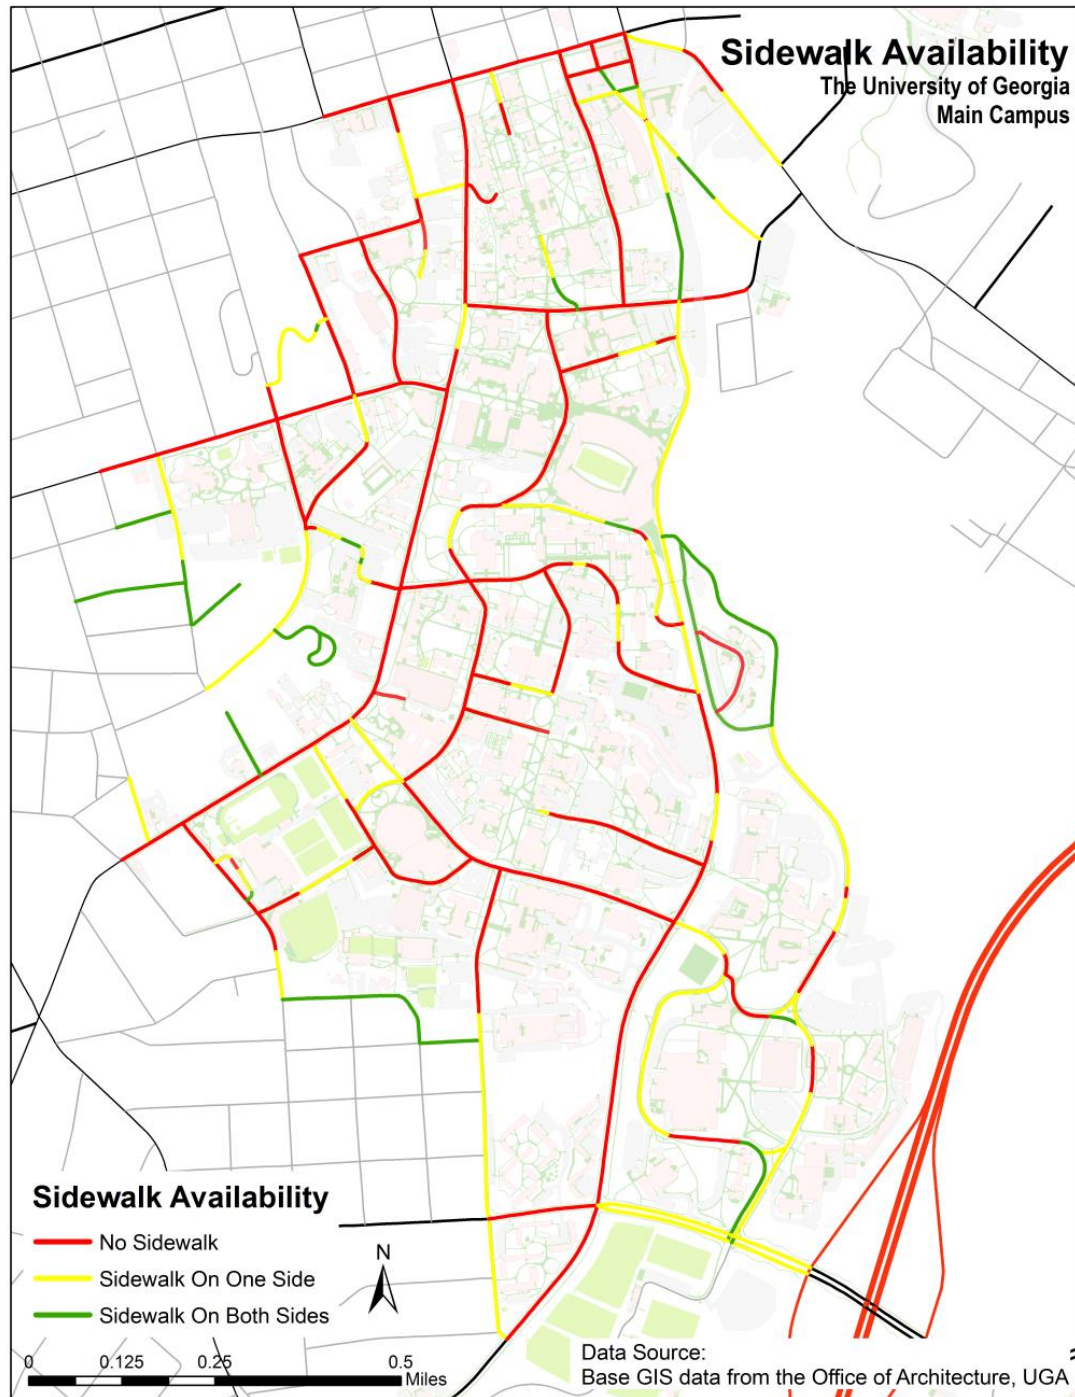 Sidewalk Availability
The University of Georgia
Main Campus
Sidewalk Availability
No Sidewalk
Sidewalk On One Side
Sidewalk On Both Sides
N
0 0.125 0.25 0.5
Miles
Data Source:
Base GIS data from the Office of Architecture, UGA